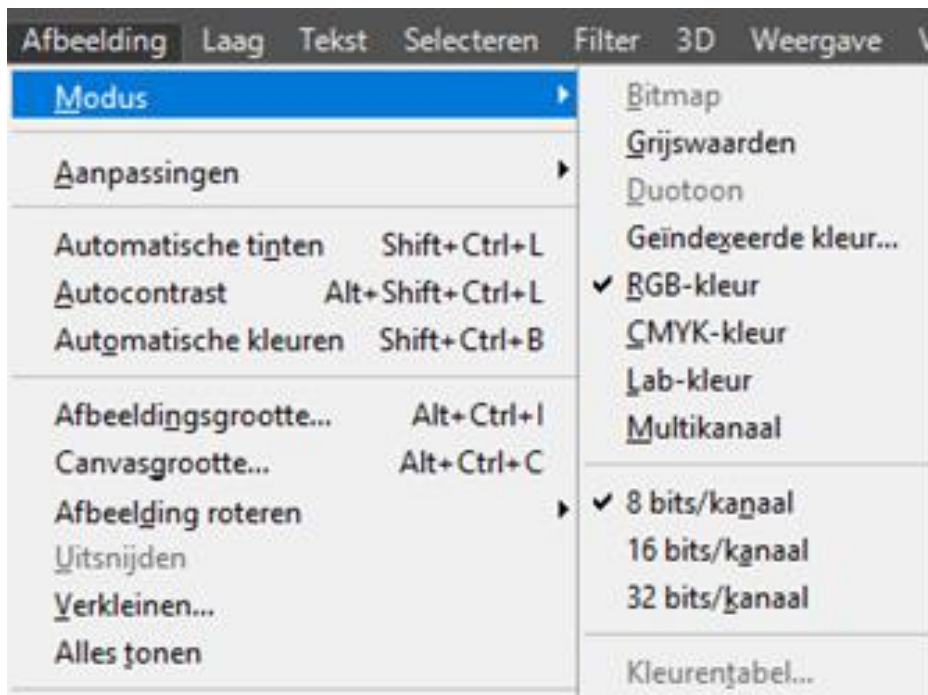 Afbeelding Laag Tekst Selecteren Filter 3D Weergave
Modus
Aanpassingen
Automatische tinten Shift+Ctrl+L
Autocontrast Alt+Shift+Ctrl+L
Automatische kleuren Shift+Ctrl+B
Afbeeldingsgrootte... Alt+Ctrl+I
Canvasgrootte... Alt+Ctrl+C
Afbeelding roteren
Uitsnijden
Verkleinen...
Alles tonen
Bitmap
Grijswaarden
Duotoon
Geïndexeerde kleur...
RGB-kleur
CMYK-kleur
Lab-kleur
Multikanaal
8 bits/kanaal
16 bits/kanaal
32 bits/kanaal
Kleurentabel...